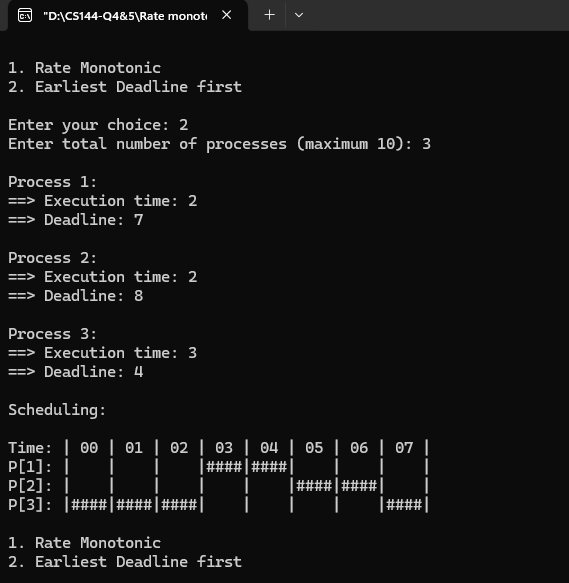 "D:\CS144-Q4&5\Rate monoto
1. Rate Monotonic
2. Earliest Deadline first
Enter your choice: 2
Enter total number of processes (maximum 10): 3
Process 1:
==> Execution time: 2
==> Deadline: 7
Process 2:
==> Execution time: 2
==> Deadline: 8
Process 3:
==> Execution time: 3
==> Deadline: 4
Scheduling:
Time: | 00 | 01 | 02 | 03 | 04 | 05 | 06 | 07 |
P[1]: |    |    |    |####|####|    |    |    |
P[2]: |    |    |    |    |    |####|####|    |
P[3]: |####|####|####|    |    |    |    |####|
1. Rate Monotonic
2. Earliest Deadline first